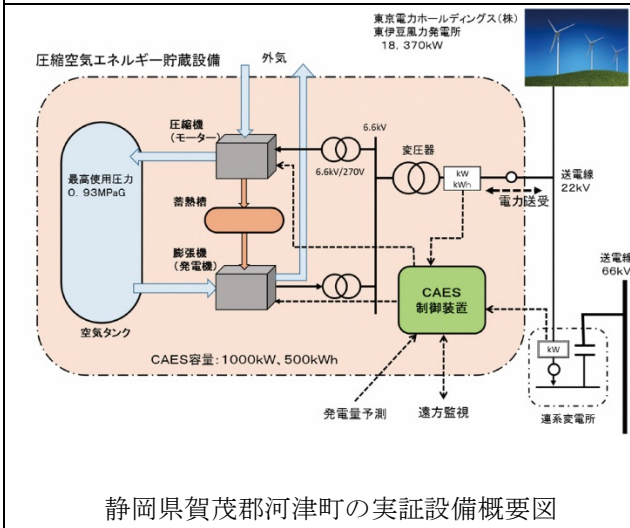 東京電力ホールディングス(株)
東伊豆風力発電所
18.370kW
圧縮空気エネルギー貯蔵設備
外気
圧縮機
(モーター)
6.6kV
6.6kV/270V
変圧器
kW
kWh
送電線
22kV
電力送受
最高使用圧力
0.93MPaG
蓄熱槽
膨張機
(発電機)
空気タンク
CAES
制御装置
送電線
66kV
kW
連系変電所
CAES容量:1000kW、500kWh
発電量予測
遠方監視
静岡県賀茂郡河津町の実証設備概要図